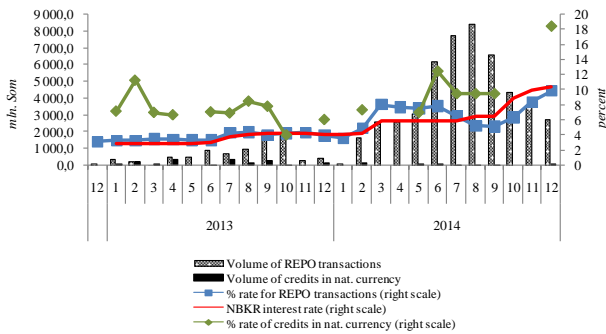 mln. Som
9 000,0
8 000,0
7 000,0
6 000,0
5 000,0
4 000,0
3 000,0
2 000,0
1 000,0
0,0
20
18
16
14
12
10
8
6
4
2
0
percent
12 1 2 3 4 5 6 7 8 9 10 11 12 1 2 3 4 5 6 7 8 9 10 11 12
2013 2014
Volume of REPO transactions
Volume of credits in nat. currency
% rate for REPO transactions (right scale)
NBKR interest rate (right scale)
% rate of credits in nat. currency (right scale)